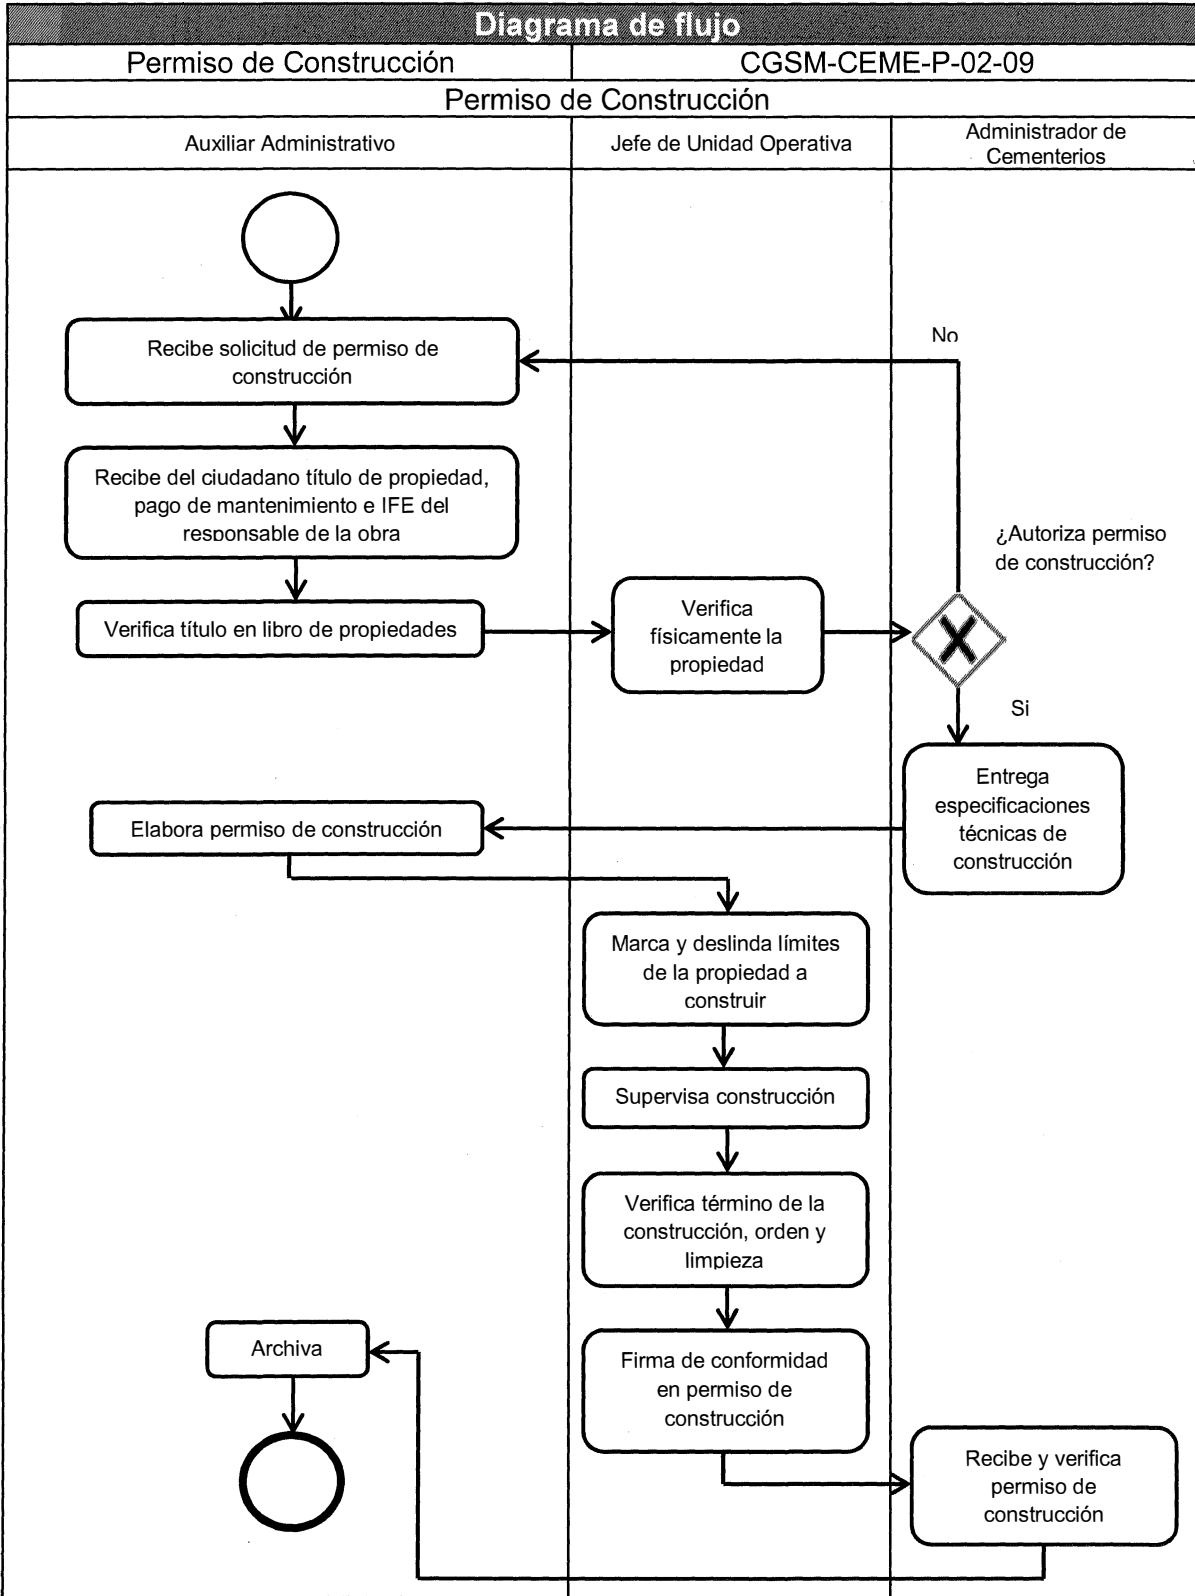 Diagrama de flujo
Permiso de Construcción
CGSM-CEME-P-02-09
Permiso de Construcción
Auxiliar Administrativo
Jefe de Unidad Operativa
Administrador de
Cementerios
Recibe solicitud de permiso de
construcción
No
Recibe del ciudadano título de propiedad,
pago de mantenimiento e IFE del
responsable de la obra
¿Autoriza permiso
de construcción?
Verifica título en libro de propiedades
Verifica
físicamente la
propiedad
Si
Entrega
especificaciones
técnicas de
construcción
Elabora permiso de construcción
Marca y deslinda límites
de la propiedad a
construir
Supervisa construcción
Verifica término de la
construcción, orden y
limpieza
Archiva
Firma de conformidad
en permiso de
construcción
Recibe y verifica
permiso de
construcción